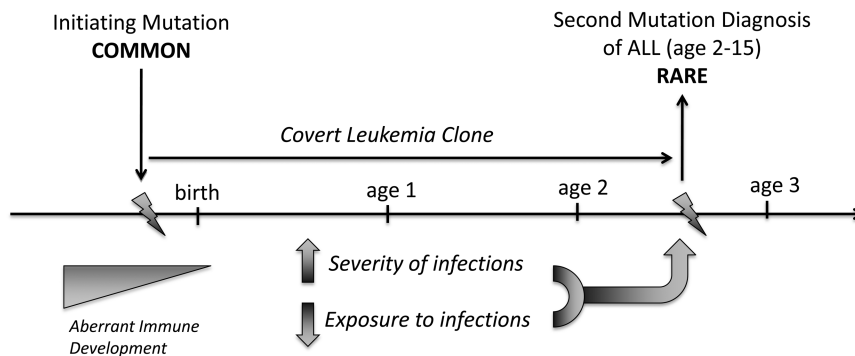 Initiating Mutation
COMMON
Second Mutation Diagnosis
of ALL (age 2-15)
RARE
Covert Leukemia Clone
birth
age 1
age 2
age 3
Severity of infections
Exposure to infections
Aberrant Immune
Development